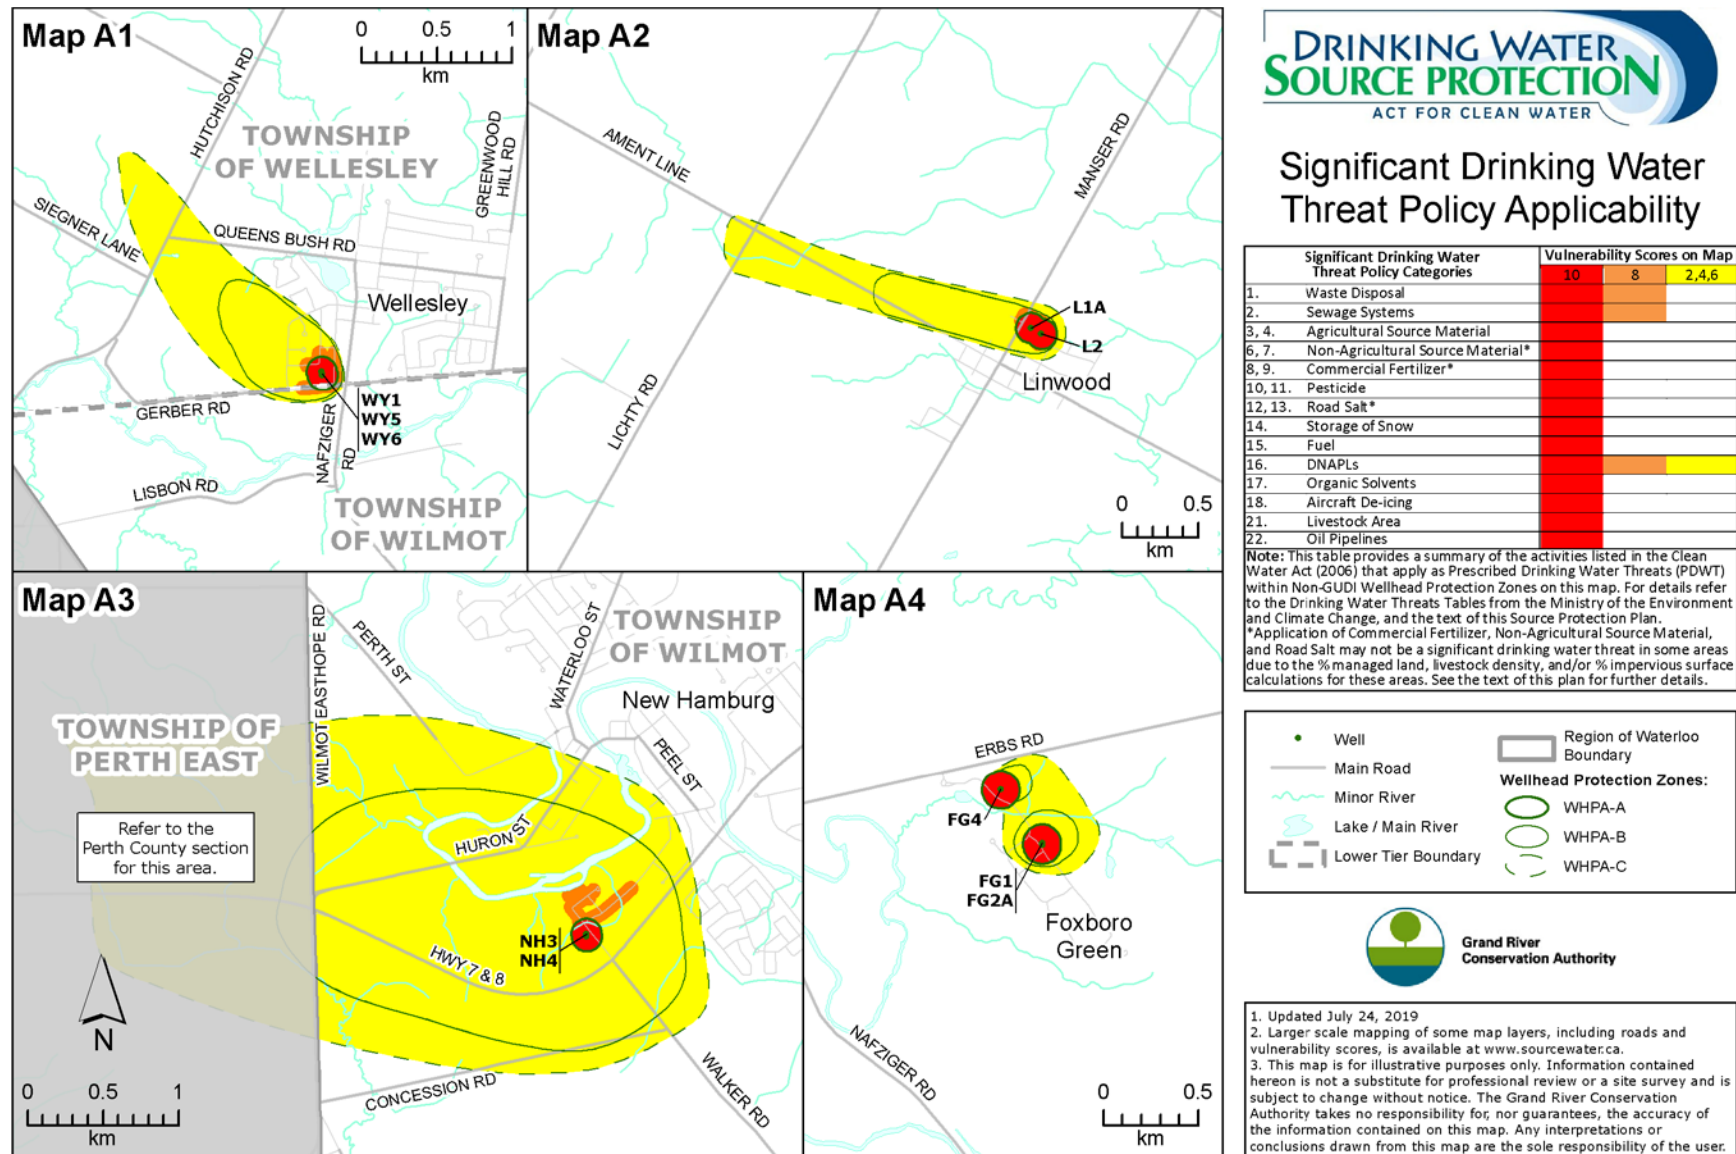 Map A1
0 0.5 1
km
HUTCHISON RD
TOWNSHIP
OF WELLESLEY
GREENWOOD
HILL RD
SIEGNER LANE
QUEENS BUSH RD
Wellesley
GERBER RD
WY1
WY5
WY6
NAFZIGER
RD
LISBON RD
TOWNSHIP
OF WILMOT
Map A2
AMENT LINE
MANSER RD
L1A
L2
Linwood
LICHTY RD
0 0.5
km
Map A3
WILMOT EASTHOPE RD
PERTH ST
WATERLOO ST
TOWNSHIP
OF WILMOT
New Hamburg
TOWNSHIP OF
PERTH EAST
PEEL ST
Refer to the
Perth County section
for this area.
HURON ST
NH3
NH4
HWY 7 & 8
N
CONCESSION RD
WALKER RD
0 0.5 1
km
Map A4
ERBS RD
FG4
FG1
FG2A
Foxboro
Green
NAFZIGER RD
0 0.5
km
DRINKING WATER
SOURCE PROTECTION
ACT FOR CLEAN WATER
Significant Drinking Water
Threat Policy Applicability
Significant Drinking Water
Threat Policy Categories
Vulnerability Scores on Map
10 8 2,4,6
1. Waste Disposal
2. Sewage Systems
3, 4. Agricultural Source Material
6, 7. Non-Agricultural Source Material*
8, 9. Commercial Fertilizer*
10, 11. Pesticide
12, 13. Road Salt*
14. Storage of Snow
15. Fuel
16. DNAPLs
17. Organic Solvents
18. Aircraft De-icing
21. Livestock Area
22. Oil Pipelines
Note: This table provides a summary of the activities listed in the Clean
Water Act (2006) that apply as Prescribed Drinking Water Threats (PDWT)
within Non-GUDI Wellhead Protection Zones on this map. For details refer
to the Drinking Water Threats Tables from the Ministry of the Environment
and Climate Change, and the text of this Source Protection Plan.
*Application of Commercial Fertilizer, Non-Agricultural Source Material,
and Road Salt may not be a significant drinking water threat in some areas
due to the % managed land, livestock density, and/or % impervious surface
calculations for these areas. See the text of this plan for further details.
Well
Main Road
Minor River
Lake / Main River
Lower Tier Boundary
Region of Waterloo
Boundary
Wellhead Protection Zones:
WHPA-A
WHPA-B
WHPA-C
Grand River
Conservation Authority
1. Updated July 24, 2019
2. Larger scale mapping of some map layers, including roads and
vulnerability scores, is available at www.sourcewater.ca.
3. This map is for illustrative purposes only. Information contained
hereon is not a substitute for professional review or a site survey and is
subject to change without notice. The Grand River Conservation
Authority takes no responsibility for, nor guarantees, the accuracy of
the information contained on this map. Any interpretations or
conclusions drawn from this map are the sole responsibility of the user.